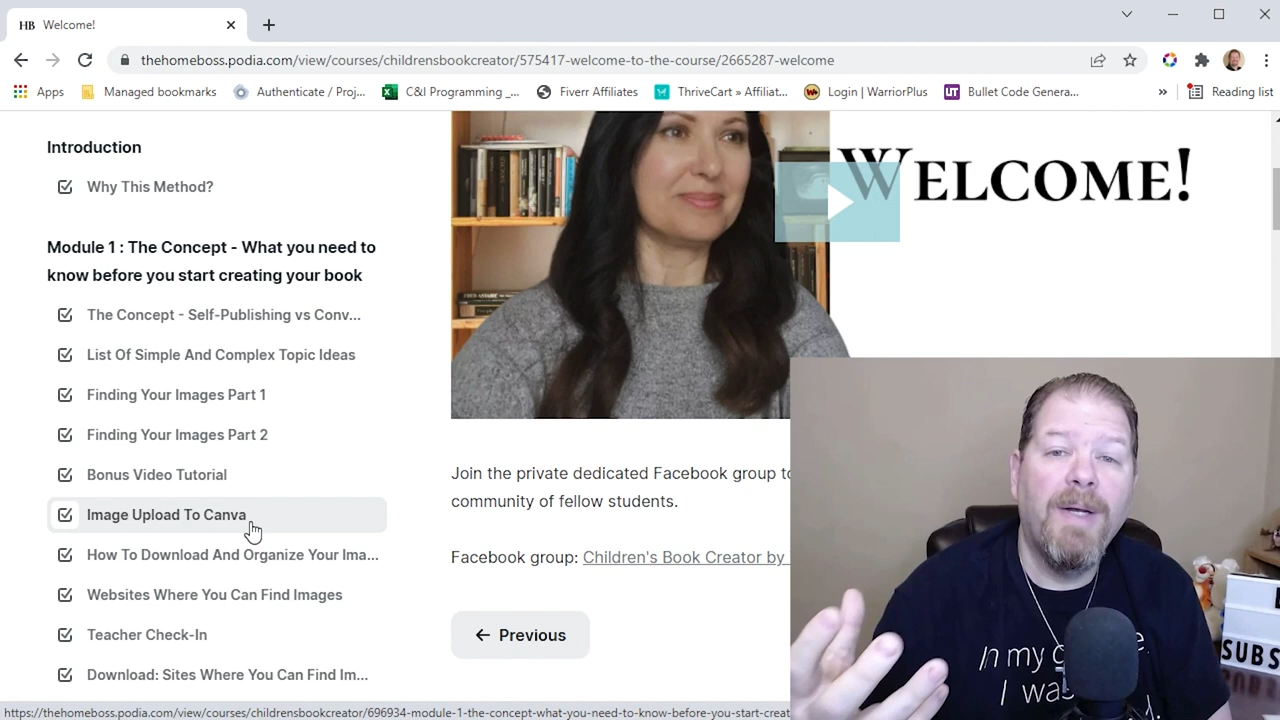 HB Welcome!
thehomeboss.podia.com/view/courses/childrensbookcreator/575417-welcome-to-the-course/2665287-welcome
Apps Managed bookmarks Authenticate / Proj... C&I Programming _... Fiverr Affiliates ThriveCart » Affiliat... Login | WarriorPlus UT Bullet Code Genera... » Reading list
Introduction
Why This Method?
Module 1 : The Concept - What you need to
know before you start creating your book
The Concept - Self-Publishing vs Conv...
List Of Simple And Complex Topic Ideas
Finding Your Images Part 1
Finding Your Images Part 2
Bonus Video Tutorial
Image Upload To Canva
How To Download And Organize Your Ima...
Websites Where You Can Find Images
Teacher Check-In
Download: Sites Where You Can Find Im...
WELCOME!
Join the private dedicated Facebook group to
community of fellow students.
Facebook group: Children's Book Creator by
← Previous
In my
I wa
SUBS
https://thehomeboss.podia.com/view/courses/childrensbookcreator/696934-module-1-the-concept-what-you-need-to-know-before-you-start-creat